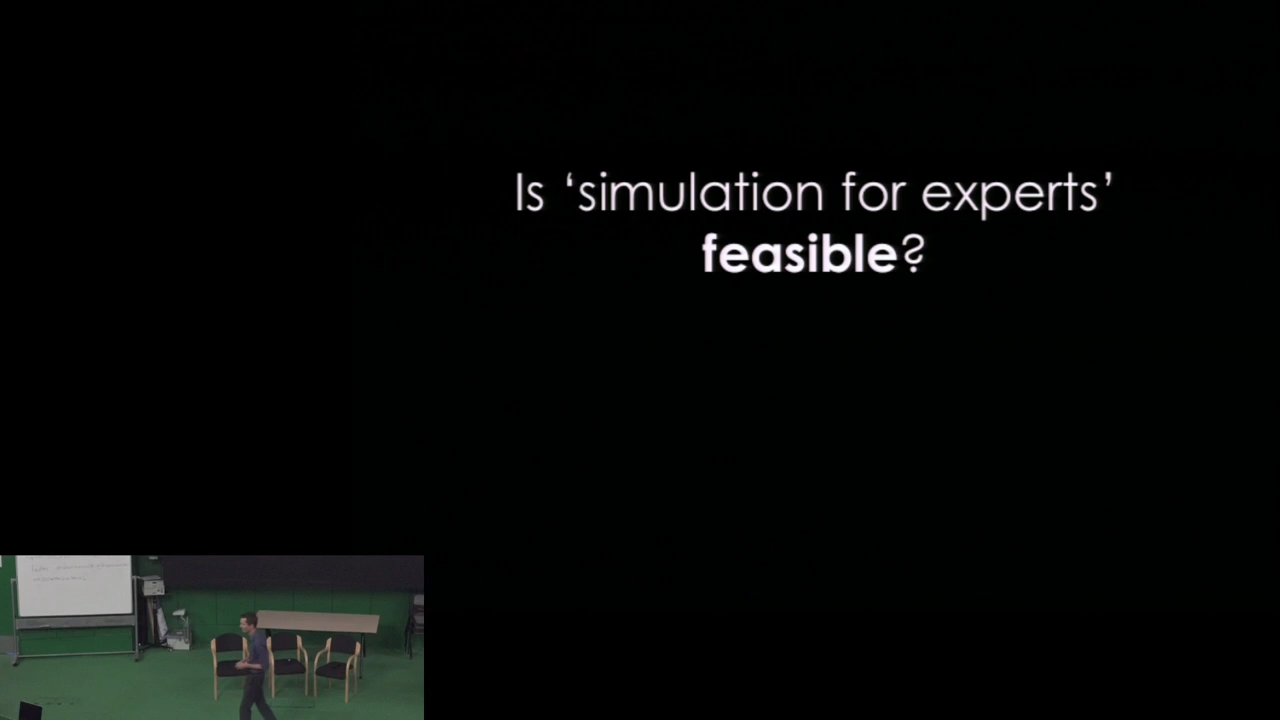 Is ‘simulation for experts’
feasible?